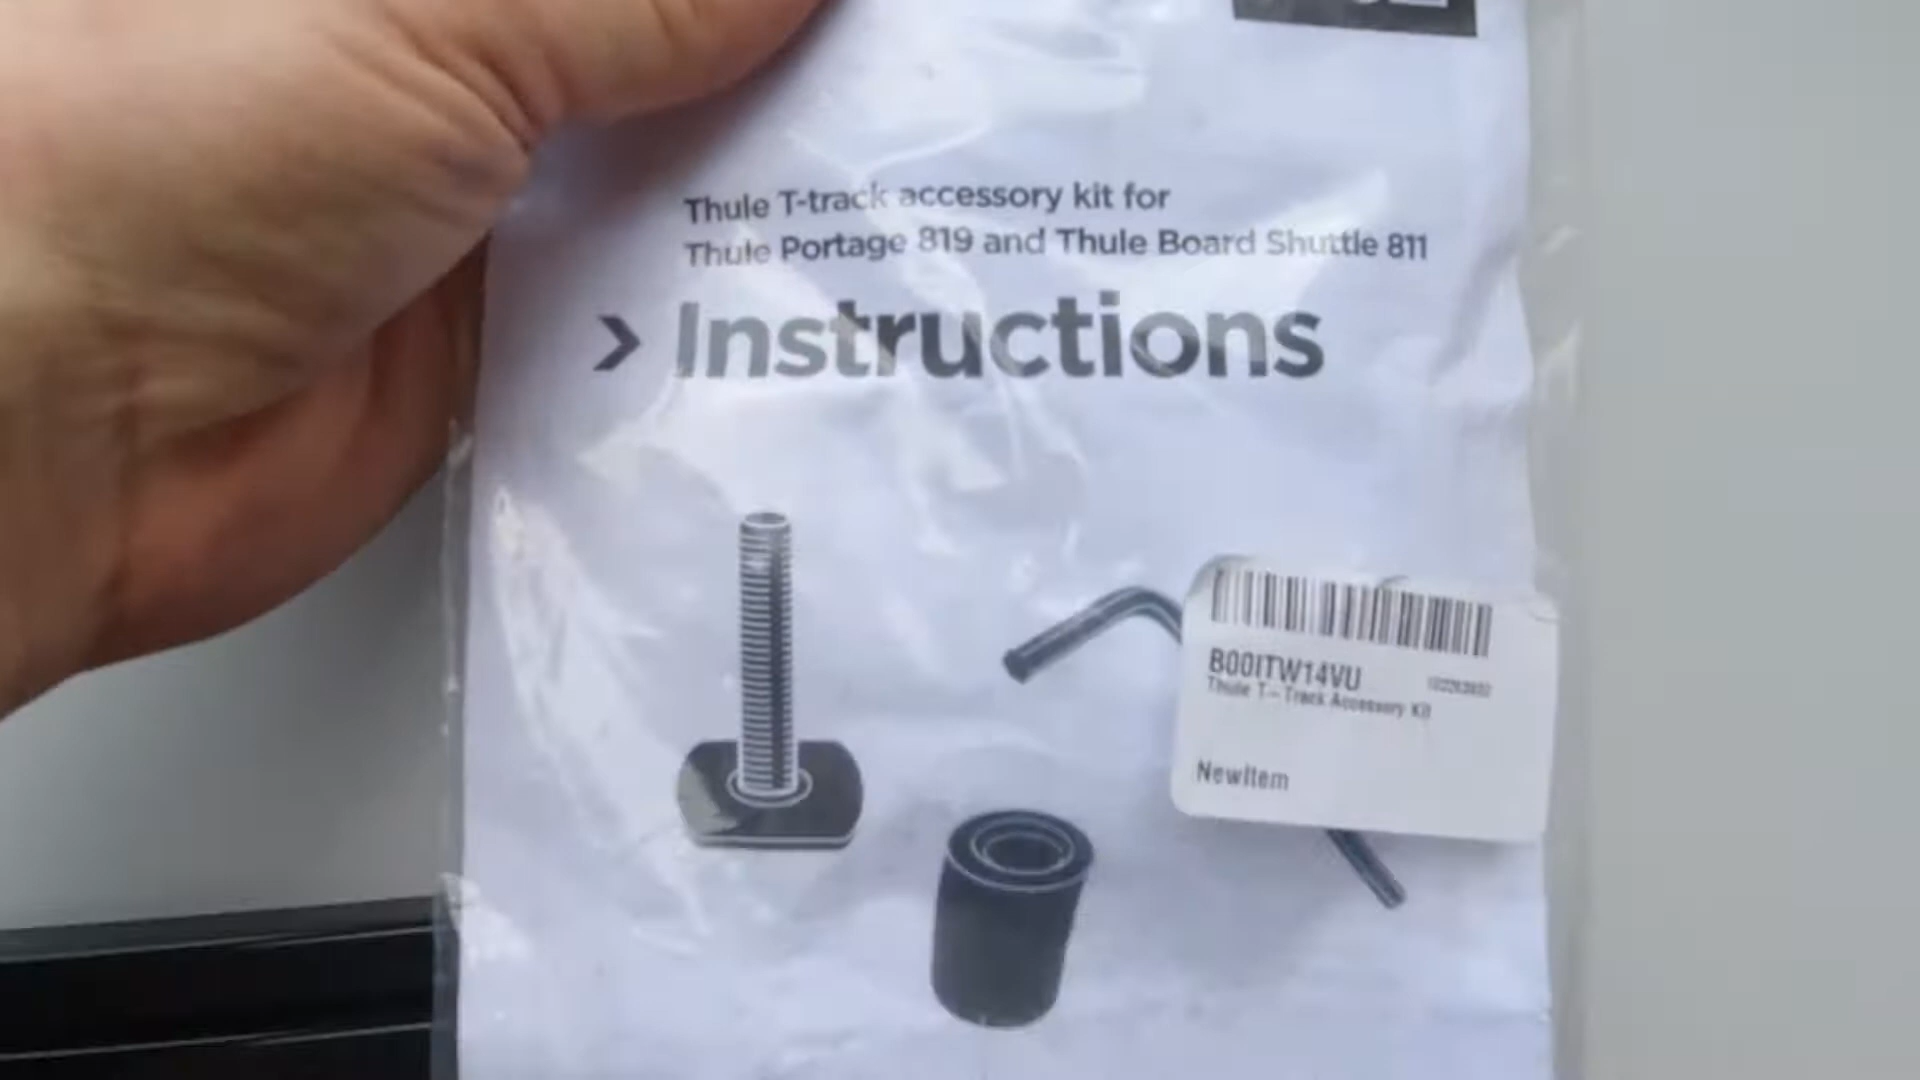 Thule T-track accessory kit for
Thule Portage 819 and Thule Board Shuttle 811
> Instructions
B00ITW14VU
Thule T-Track Accessory Kit
NewItem